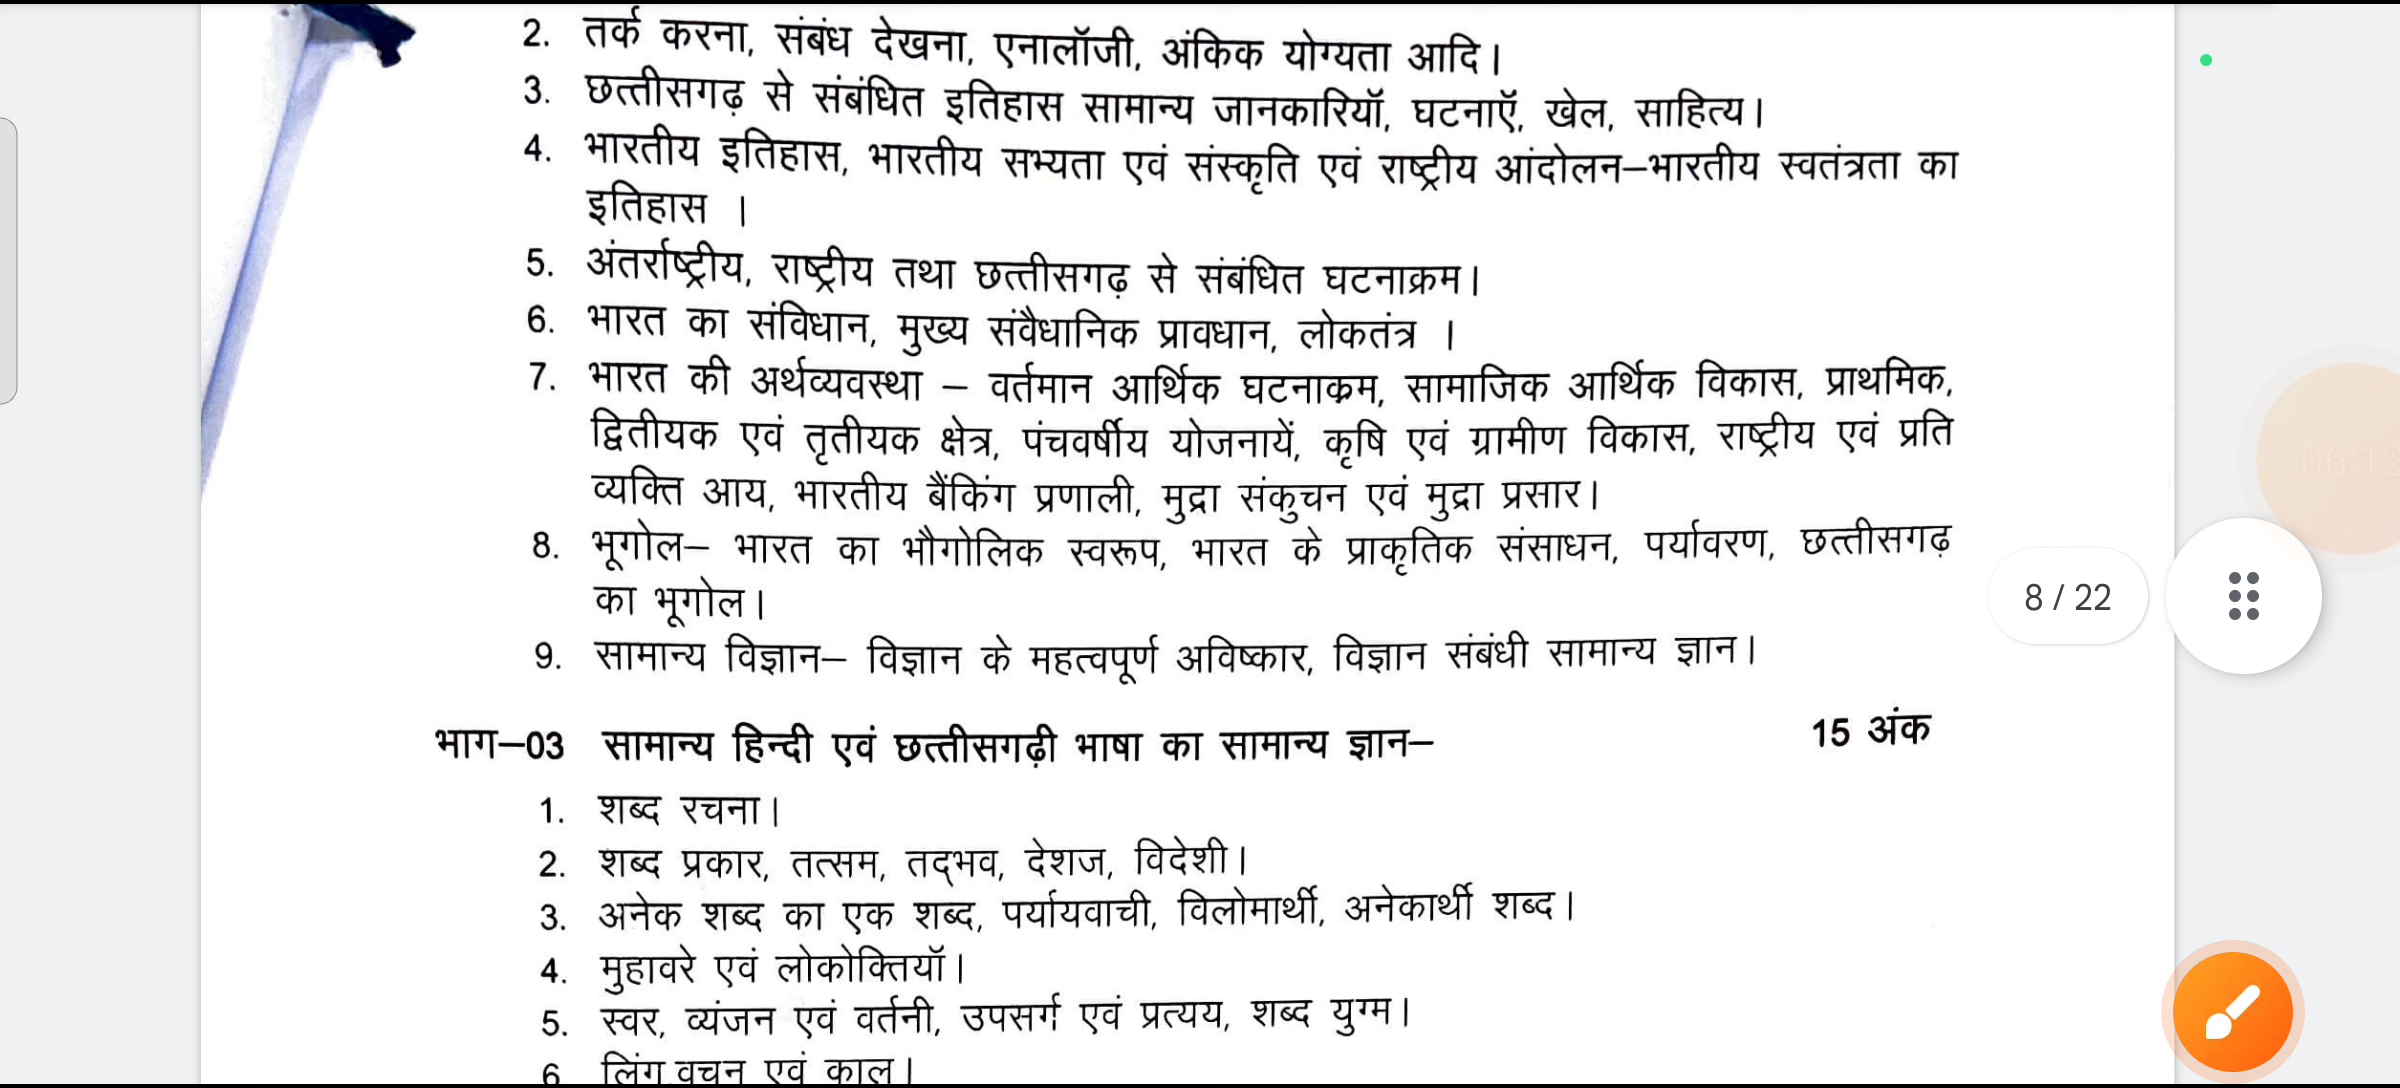 2. तर्क करना, संबंध देखना, एनालॉजी, अंकिक योग्यता आदि।
3. छत्तीसगढ़ से संबंधित इतिहास सामान्य जानकारियॉ, घटनाऍ, खेल, साहित्य।
4. भारतीय इतिहास, भारतीय सभ्यता एवं संस्कृति एवं राष्ट्रीय आंदोलन–भारतीय स्वतंत्रता का
इतिहास ।
5. अंतर्राष्ट्रीय, राष्ट्रीय तथा छत्तीसगढ़ से संबंधित घटनाक्रम।
6. भारत का संविधान, मुख्य संवैधानिक प्रावधान, लोकतंत्र ।
7. भारत की अर्थव्यवस्था – वर्तमान आर्थिक घटनाक्रम, सामाजिक आर्थिक विकास, प्राथमिक,
द्वितीयक एवं तृतीयक क्षेत्र, पंचवर्षीय योजनायें, कृषि एवं ग्रामीण विकास, राष्ट्रीय एवं प्रति
व्यक्ति आय, भारतीय बैंकिंग प्रणाली, मुद्रा संकुचन एवं मुद्रा प्रसार।
8. भूगोल– भारत का भौगोलिक स्वरूप, भारत के प्राकृतिक संसाधन, पर्यावरण, छत्तीसगढ़
का भूगोल।
8 / 22
9. सामान्य विज्ञान– विज्ञान के महत्वपूर्ण अविष्कार, विज्ञान संबंधी सामान्य ज्ञान।
भाग–03 सामान्य हिन्दी एवं छत्तीसगढ़ी भाषा का सामान्य ज्ञान– 15 अंक
1. शब्द रचना।
2. शब्द प्रकार, तत्सम, तद्भव, देशज, विदेशी।
3. अनेक शब्द का एक शब्द, पर्यायवाची, विलोमार्थी, अनेकार्थी शब्द।
4. मुहावरे एवं लोकोक्तियॉ।
5. स्वर, व्यंजन एवं वर्तनी, उपसर्ग एवं प्रत्यय, शब्द युग्म।
6 लिंग वचन एवं काल।